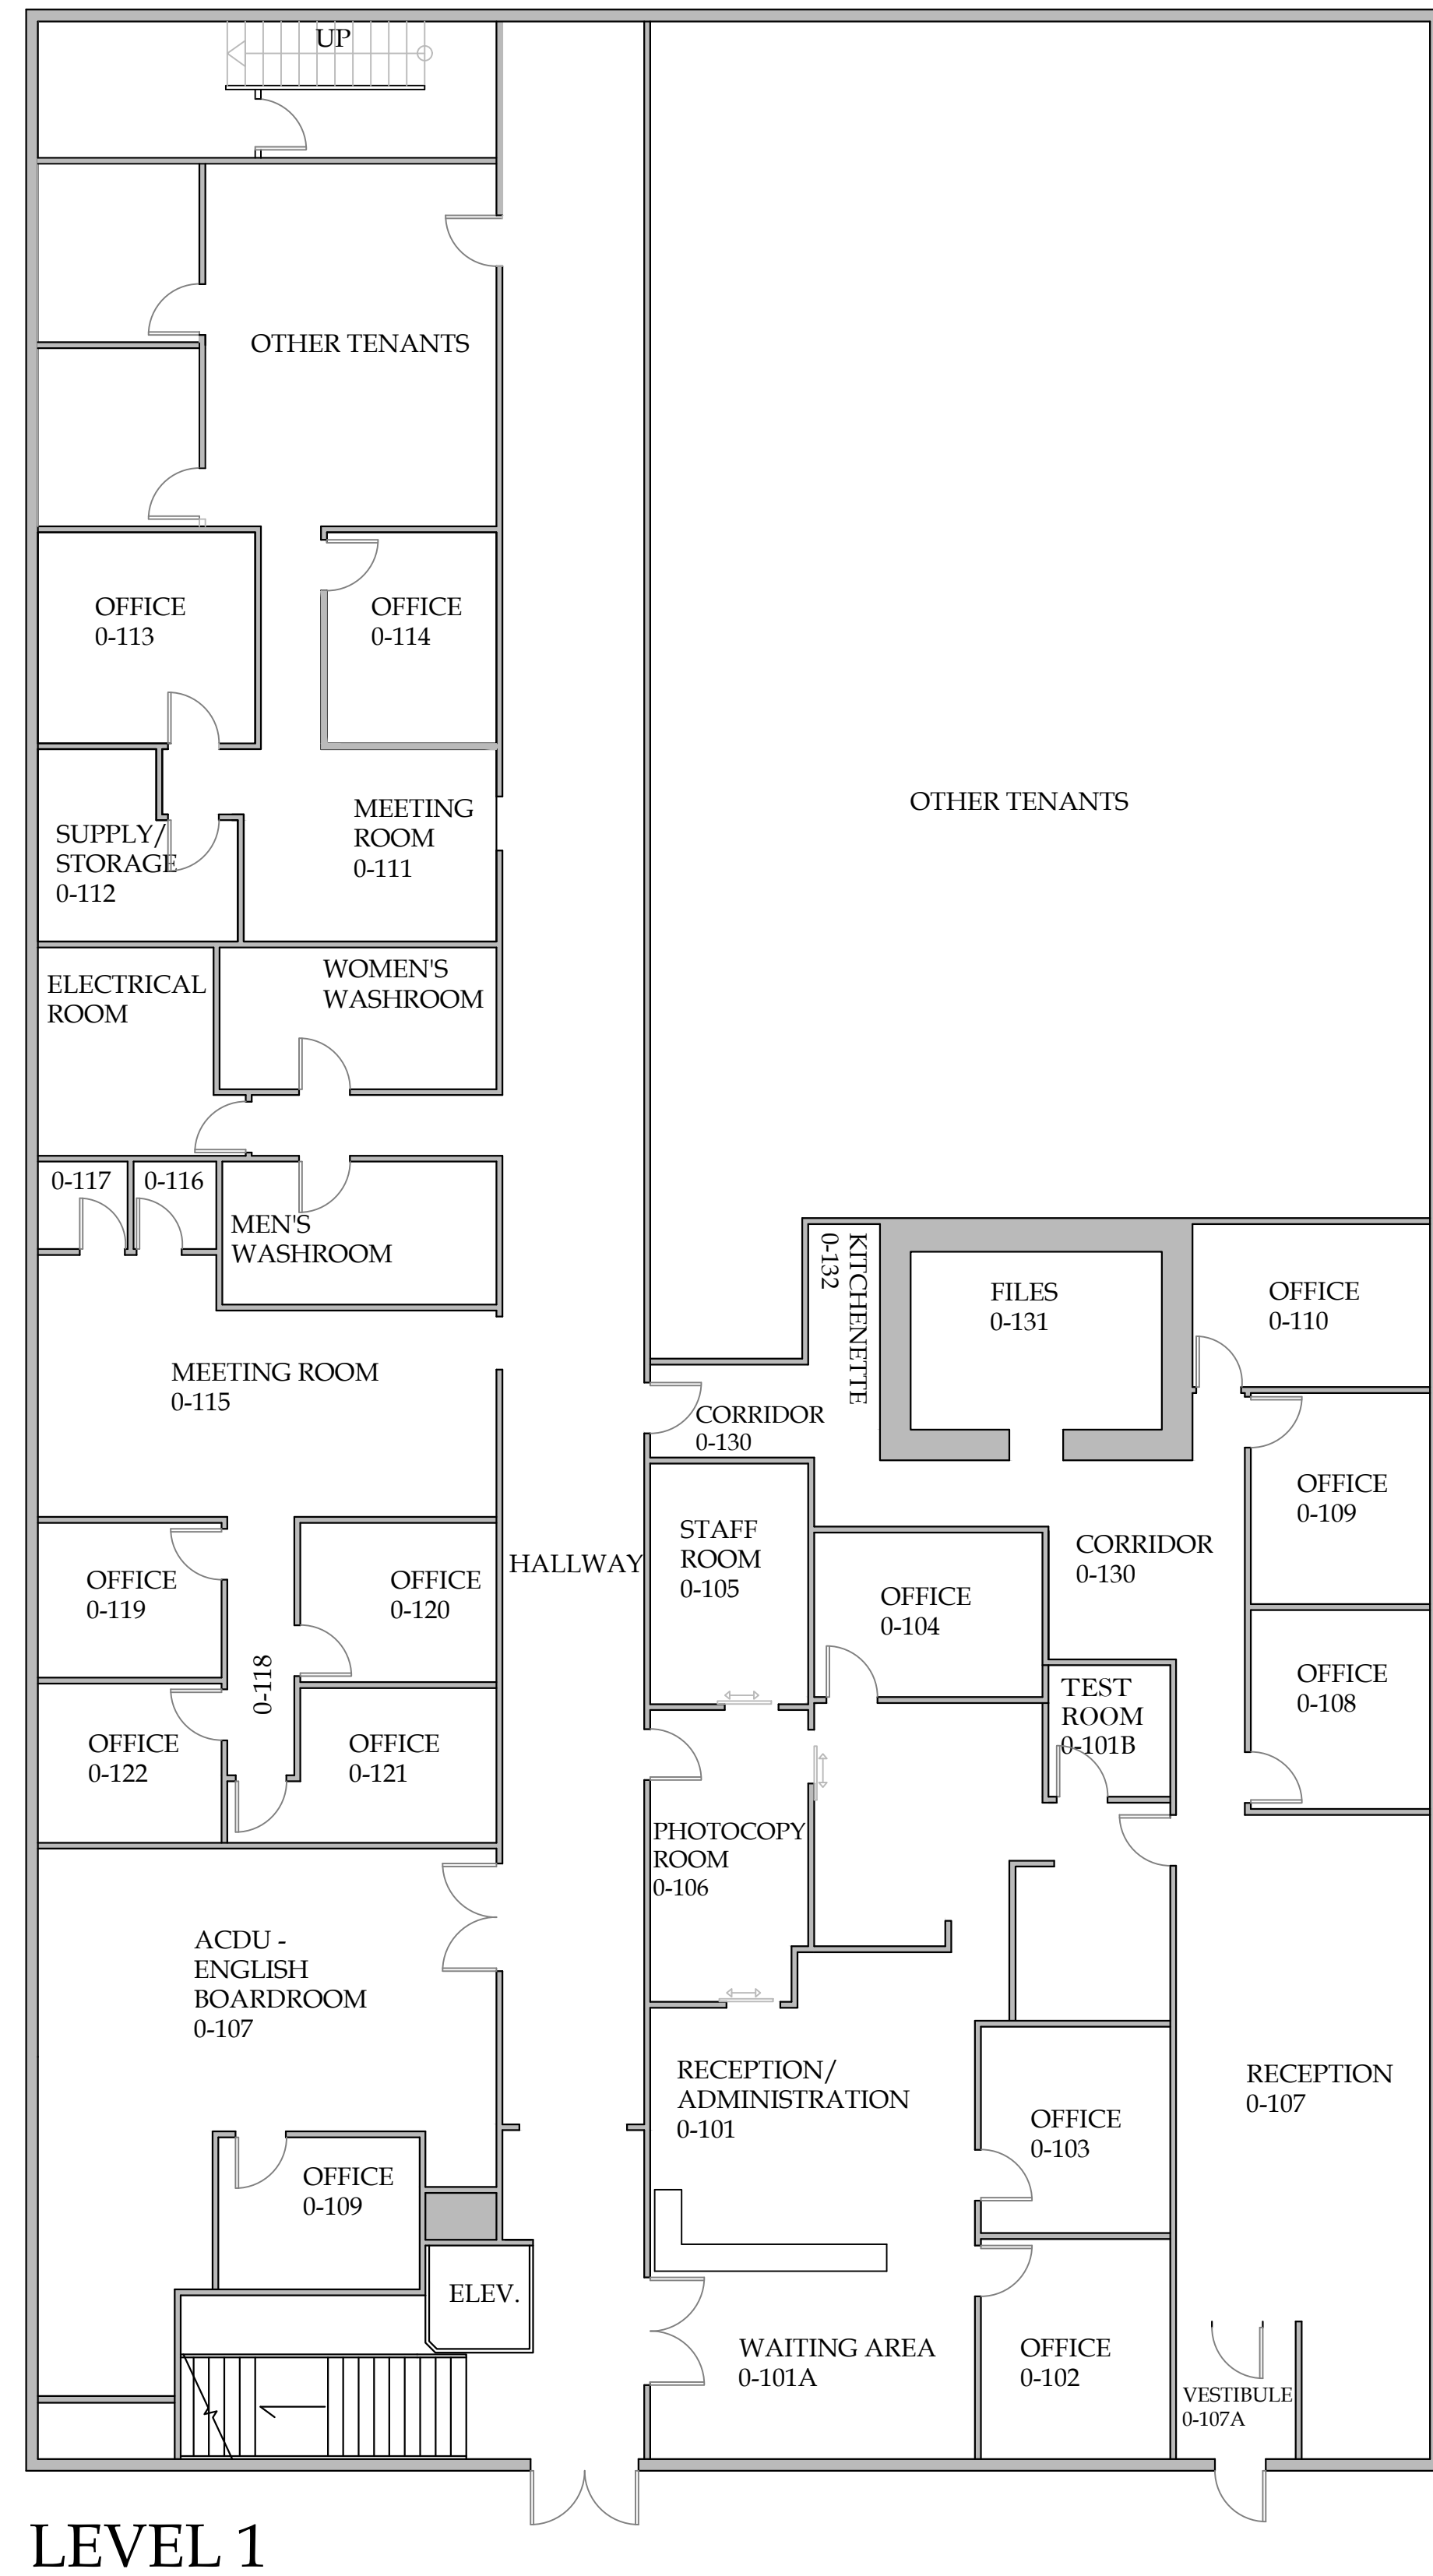 UP
OTHER TENANTS
OFFICE
0-113
OFFICE
0-114
SUPPLY/
STORAGE
0-112
MEETING
ROOM
0-111
OTHER TENANTS
ELECTRICAL
ROOM
WOMEN'S
WASHROOM
0-117
0-116
MEN'S
WASHROOM
KITCHENETTE
0-132
FILES
0-131
OFFICE
0-110
MEETING ROOM
0-115
CORRIDOR
0-130
OFFICE
0-109
HALLWAY
STAFF
ROOM
0-105
OFFICE
0-104
CORRIDOR
0-130
OFFICE
0-119
OFFICE
0-120
0-118
OFFICE
0-122
OFFICE
0-121
TEST
ROOM
0-101B
OFFICE
0-108
PHOTOCOPY
ROOM
0-106
ACDU -
ENGLISH
BOARDROOM
0-107
RECEPTION/
ADMINISTRATION
0-101
OFFICE
0-103
RECEPTION
0-107
OFFICE
0-109
ELEV.
WAITING AREA
0-101A
OFFICE
0-102
VESTIBULE
0-107A
LEVEL 1